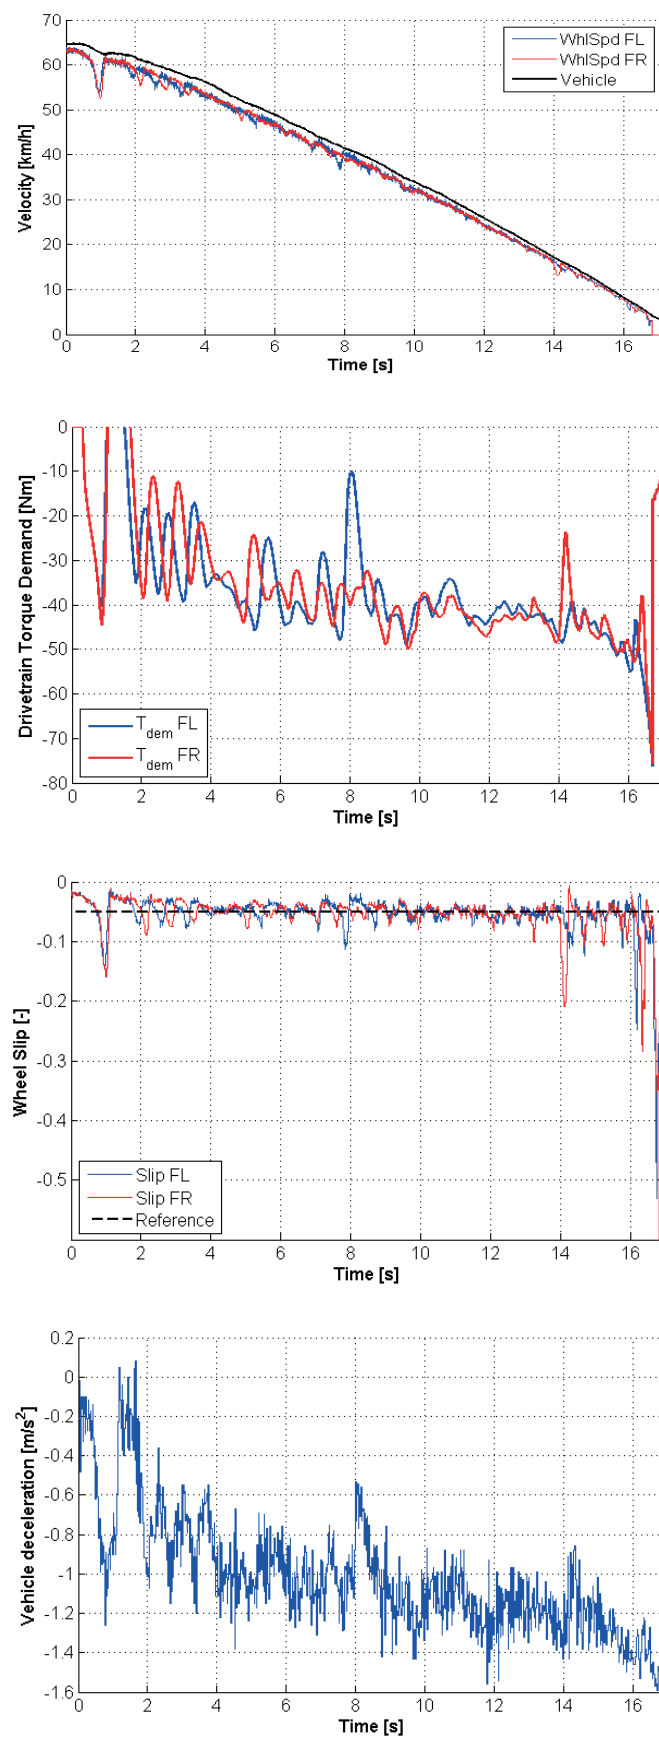 70
60
50
40
30
20
10
0
Velocity [km/h]
WhlSpd FL
WhlSpd FR
Vehicle
0 2 4 6 8 10 12 14 16
Time [s]
0
-10
-20
-30
-40
-50
-60
-70
-80
Drivetrain Torque Demand [Nm]
T_dem FL
T_dem FR
0 2 4 6 8 10 12 14 16
Time [s]
0
-0.1
-0.2
-0.3
-0.4
-0.5
Wheel Slip [-]
Slip FL
Slip FR
Reference
0 2 4 6 8 10 12 14 16
Time [s]
0.2
0
-0.2
-0.4
-0.6
-0.8
-1
-1.2
-1.4
-1.6
Vehicle deceleration [m/s²]
0 2 4 6 8 10 12 14 16
Time [s]